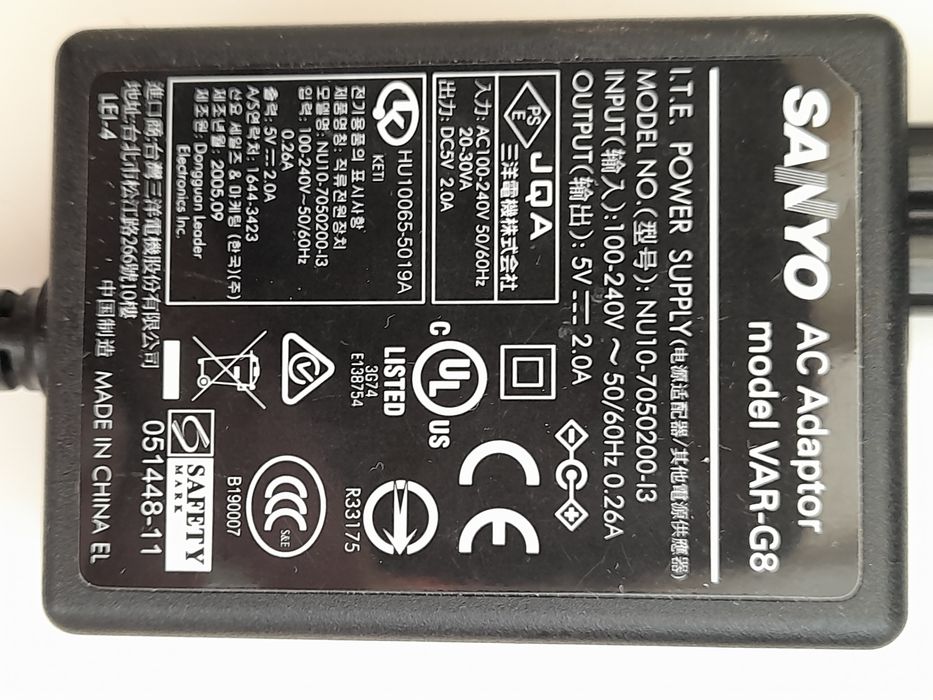 SANYO AC Adaptor
model VAR-G8
I.T.E. POWER SUPPLY(电源适配器/其他電源供應器)
MODEL NO.(型号): NU10-7050200-I3
INPUT(输入):100-240V ~ 50/60Hz 0.26A
OUTPUT(输出): 5V ⎓ 2.0A
PS
E
JQA
三洋電機株式会社
入力: AC100-240V 50/60Hz
20-30VA
出力: DC5V 2.0A
KETI
HU10065-5019A
전기용품의 표시사항
제품명칭: 직류전원장치
모델명: NU10-7050200-I3
입력: 100-240V~50/60Hz
0.26A
출력: 5V ⎓ 2.0A
A/S연락처: 1644-3423
산요 세일즈 & 마케팅 (한국)(주)
제조년월: 2005.09
제조원: Dongguan Leader
Electronics Inc.
C UL US
LISTED
3G74
E138754
CE
R33175
CCC
S&E
B190007
S SAFETY
MARK
051448-11
進口商台灣三洋電機股份有限公司
地址:台北市松江路266號10樓
LEI-4
中国制造 MADE IN CHINA EL